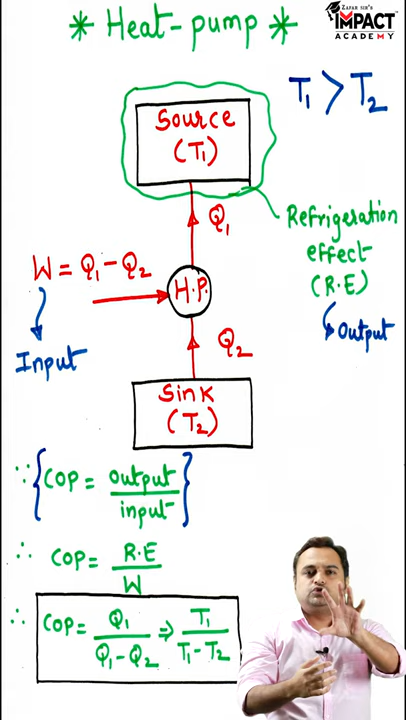 * Heat-pump *
ZAFAR SIR'S
IMPACT
ACADEMY
T₁ > T₂
Source
(T₁)
Q₁
Refrigeration
effect
(R.E)
Output
W = Q₁-Q₂
H.P.
Input
Q₂
Sink
(T₂)
∵ {COP = output/input}
∴ COP = R.E/W
∴ COP = Q₁/Q₁-Q₂ ⇒ T₁/T₁-T₂